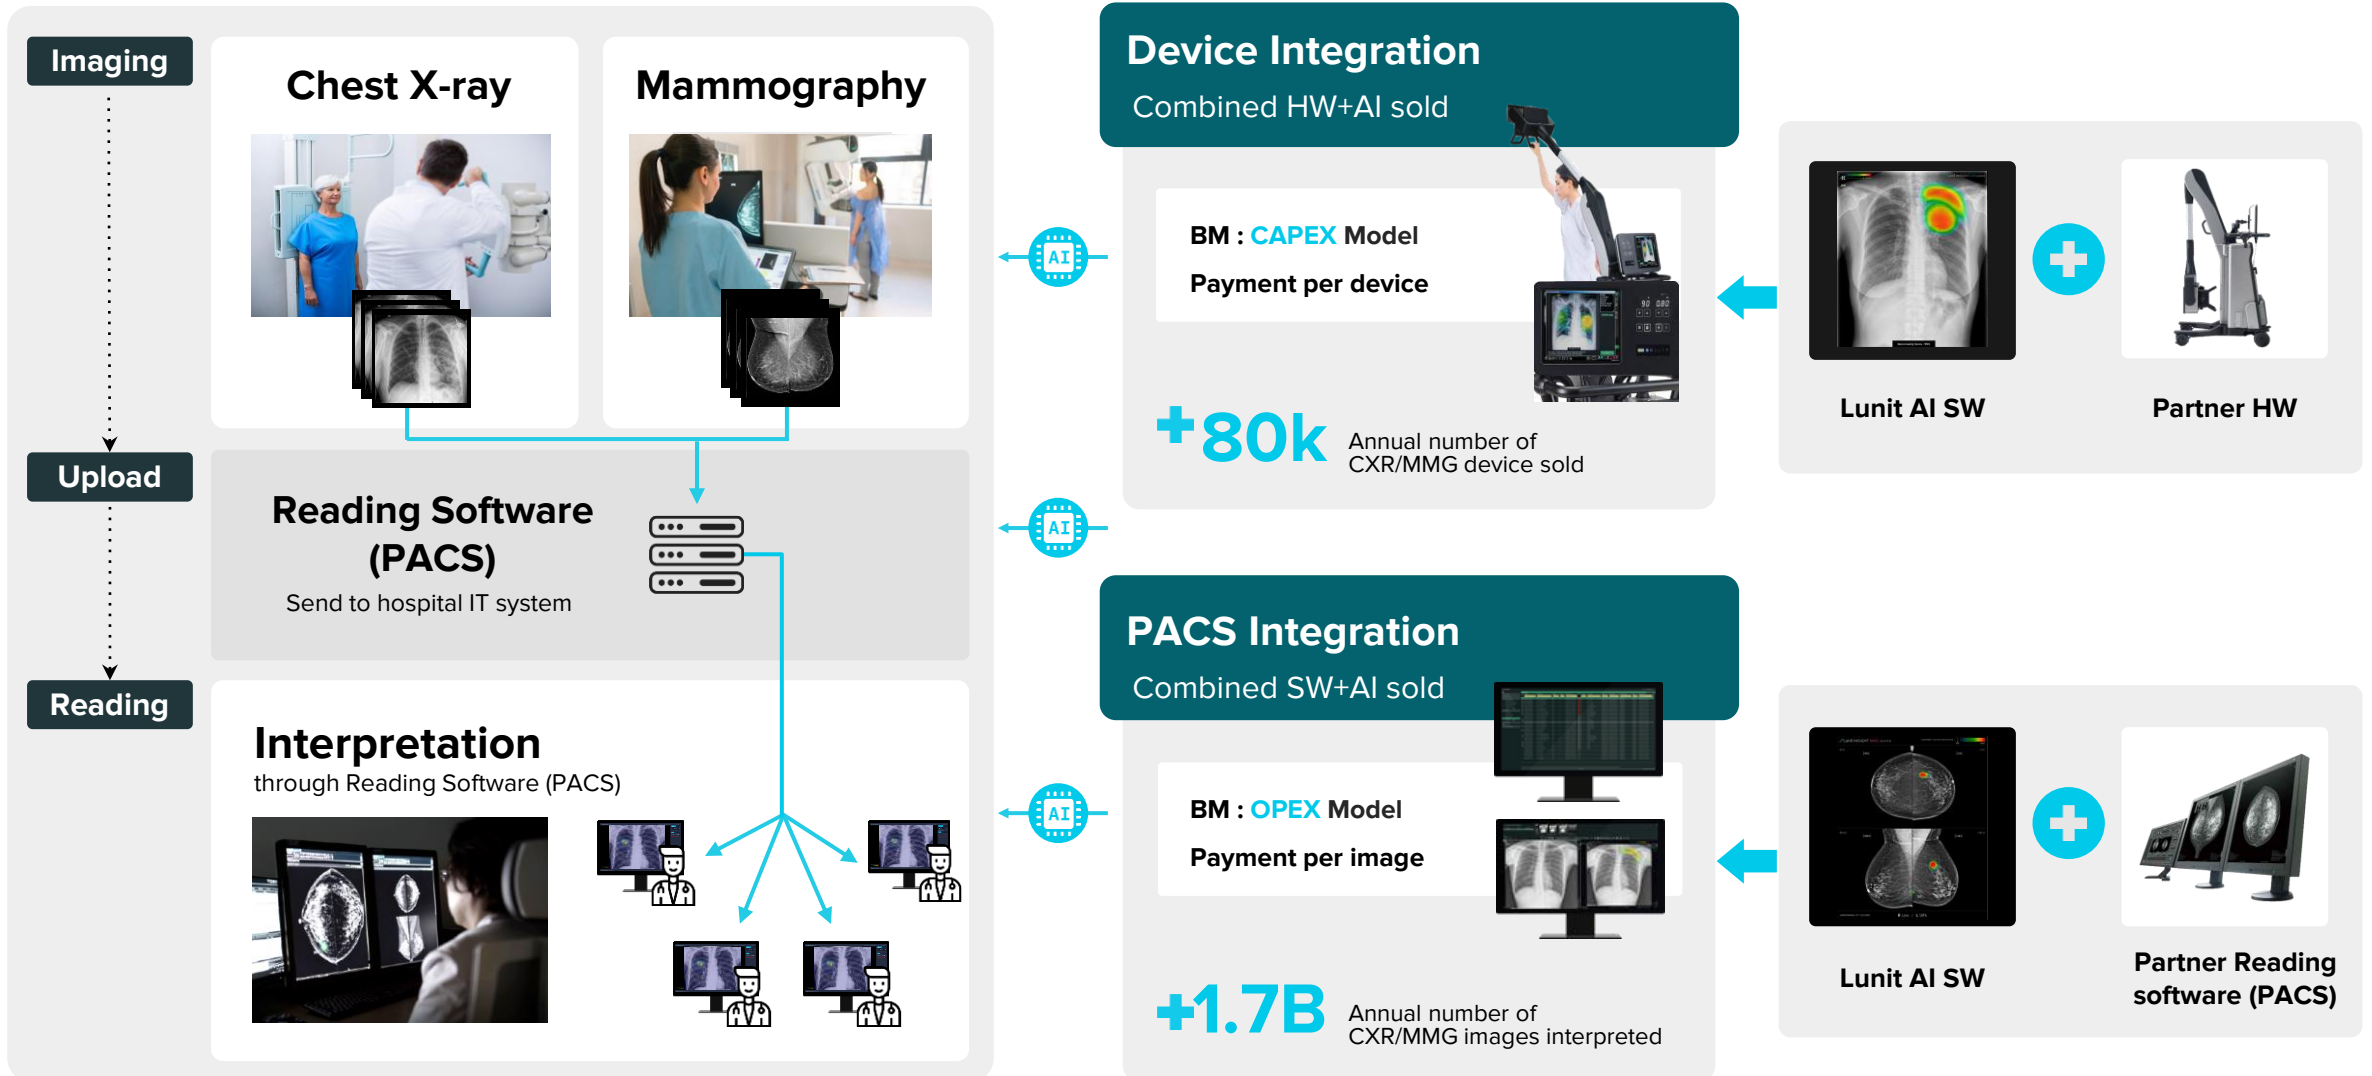 Imaging
Chest X-ray
Mammography
Upload
Reading Software
(PACS)
Send to hospital IT system
Reading
Interpretation
through Reading Software (PACS)
AI
AI
AI
Device Integration
Combined HW+AI sold
BM : CAPEX Model
Payment per device
90 080
+80k
Annual number of
CXR/MMG device sold
Lunit AI SW
Partner HW
PACS Integration
Combined SW+AI sold
BM : OPEX Model
Payment per image
+1.7B
Annual number of
CXR/MMG images interpreted
Lunit AI SW
Partner Reading
software (PACS)